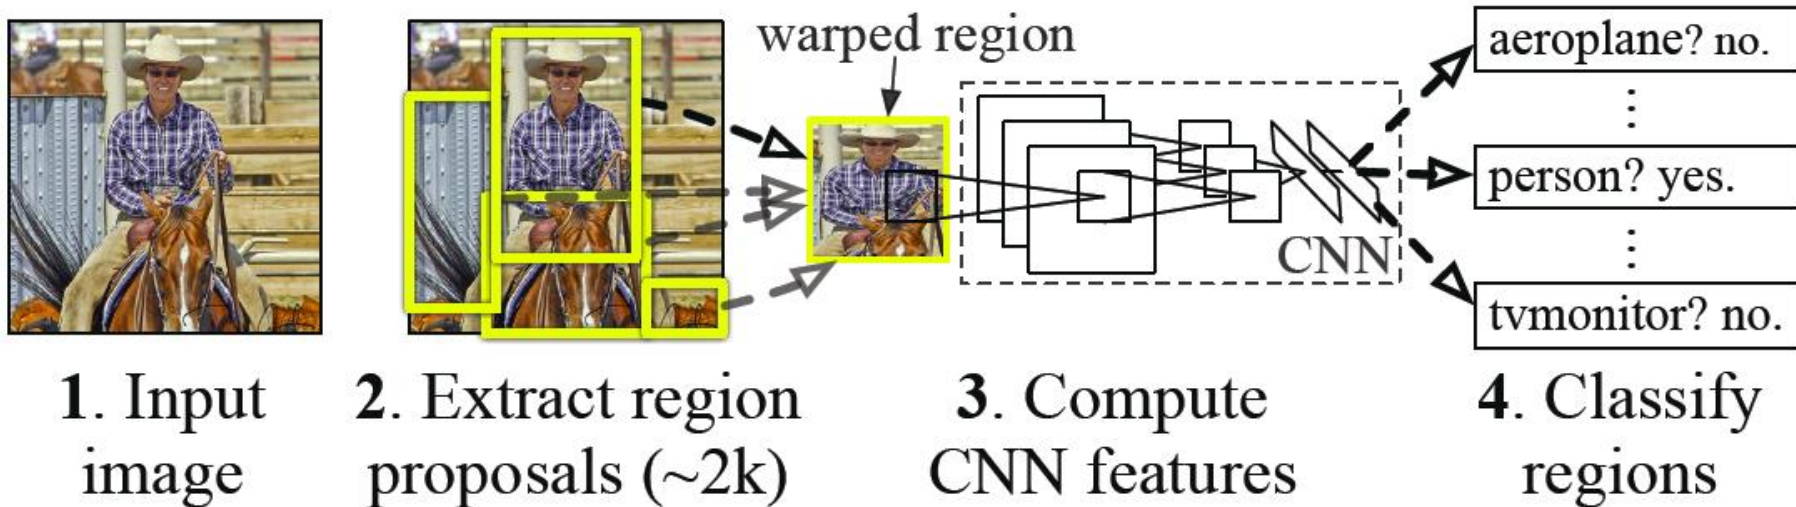 warped region
aeroplane? no.
person? yes.
CNN
tvmonitor? no.
1. Input
image
2. Extract region
proposals (~2k)
3. Compute
CNN features
4. Classify
regions